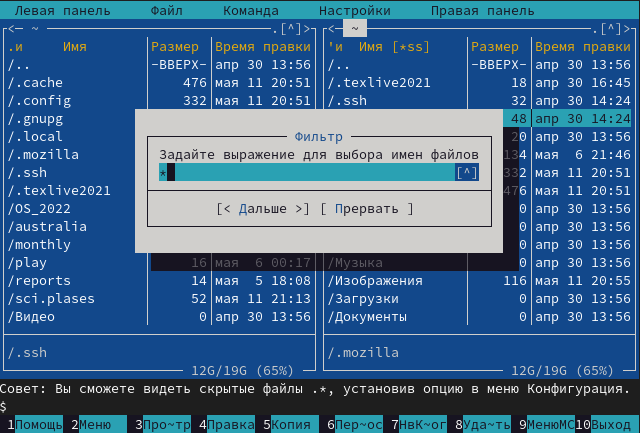 Левая панель Файл Команда Настройки Правая панель
<─ ~ .[^]>
.и Имя Размер Время правки
/.. -ВВЕРХ- апр 30 13:56
/.cache 476 мая 11 20:51
/.config 332 мая 11 20:51
/.gnupg
/.local
/.mozilla
/.ssh
/.texlive2021
/OS_2022
/australia
/monthly
/play 16 мая 6 00:17
/reports 14 мая 5 18:08
/sci.plases 52 мая 11 21:13
/Видео 0 апр 30 13:56
/.ssh
12G/19G (65%)
<─ ~ .[^]>
'и Имя [*ss] Размер Время правки
/.. -ВВЕРХ- апр 30 13:56
/.texlive2021 18 апр 30 16:45
/.ssh 32 апр 30 14:24
48 апр 30 14:24
20 апр 30 13:56
134 мая 6 21:46
332 мая 11 20:51
476 мая 11 20:51
0 апр 30 13:56
0 апр 30 13:56
0 апр 30 13:56
/Музыка 0 апр 30 13:56
/Изображения 116 мая 11 20:55
/Загрузки 0 апр 30 13:56
/Документы 0 апр 30 13:56
/.mozilla
12G/19G (65%)
Фильтр
Задайте выражение для выбора имен файлов
* [^]
[< Дальше >] [ Прервать ]
Совет: Вы сможете видеть скрытые файлы .*, установив опцию в меню Конфигурация.
$
1Помощь 2Меню 3Про~тр 4Правка 5Копия 6Пер~ос 7НвК~ог 8Уда~ть 9МенюМС 10Выход